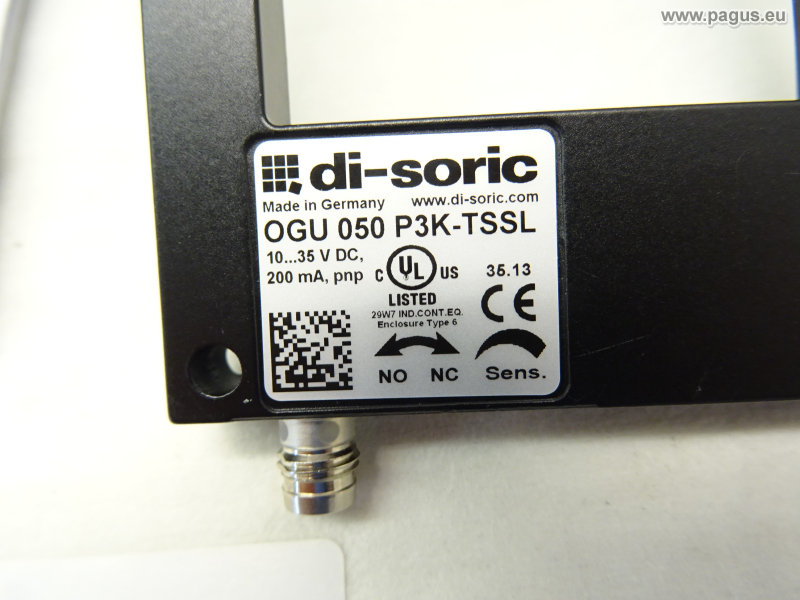 www.pagus.eu
di-soric
Made in Germany www.di-soric.com
OGU 050 P3K-TSSL
10...35 V DC,
200 mA, pnp
C UL US
LISTED
29W7 IND.CONT.EQ.
Enclosure Type 6
35.13
CE
NO NC Sens.